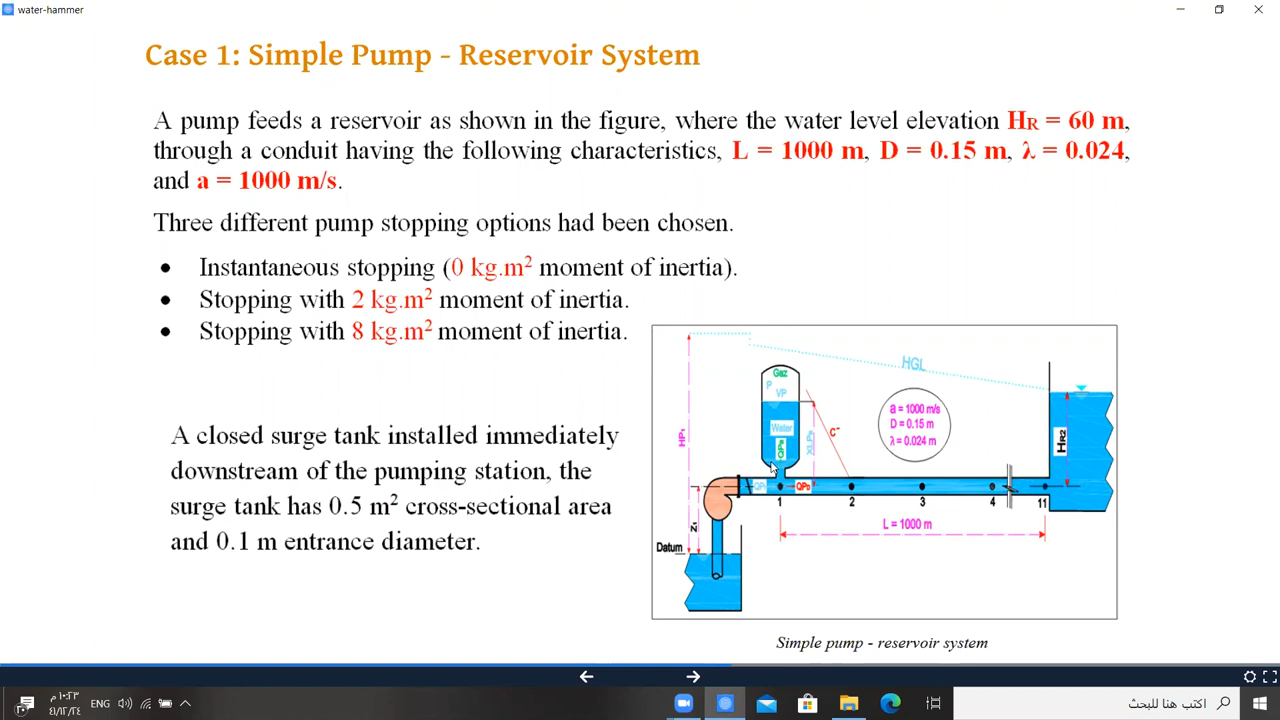 water-hammer
Case 1: Simple Pump - Reservoir System
A pump feeds a reservoir as shown in the figure, where the water level elevation HR = 60 m,
through a conduit having the following characteristics, L = 1000 m, D = 0.15 m, λ = 0.024,
and a = 1000 m/s.
Three different pump stopping options had been chosen.
• Instantaneous stopping (0 kg.m² moment of inertia).
• Stopping with 2 kg.m² moment of inertia.
• Stopping with 8 kg.m² moment of inertia.
A closed surge tank installed immediately
downstream of the pumping station, the
surge tank has 0.5 m² cross-sectional area
and 0.1 m entrance diameter.
HGL
Gaz
P
VP
Water
C-
a = 1000 m/s
D = 0.15 m
λ = 0.024 m
HP1
HR2
1
2
3
4
11
Z1
L = 1000 m
Datum
Simple pump - reservoir system
ENG
اكتب هنا للبحث